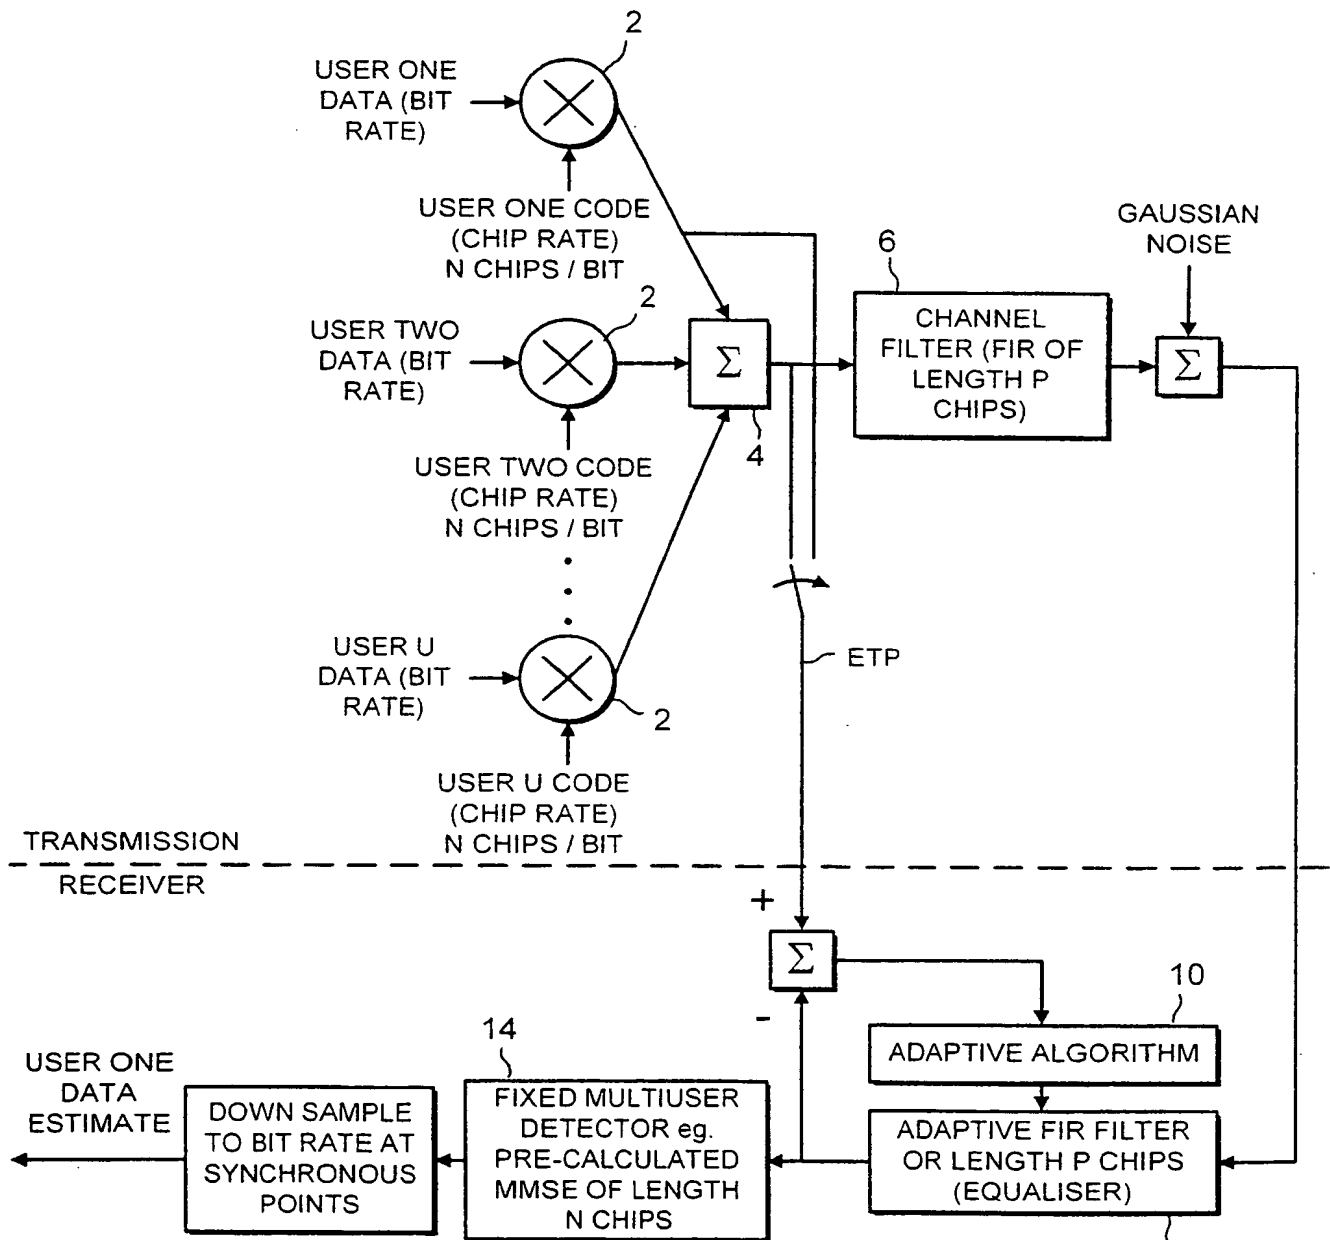 2
USER ONE
DATA (BIT
RATE)
USER ONE CODE
(CHIP RATE)
N CHIPS / BIT
GAUSSIAN
NOISE
6
2
USER TWO
DATA (BIT
RATE)
Σ
4
CHANNEL
FILTER (FIR OF
LENGTH P
CHIPS)
Σ
USER TWO CODE
(CHIP RATE)
N CHIPS / BIT
USER U
DATA (BIT
RATE)
2
ETP
USER U CODE
(CHIP RATE)
N CHIPS / BIT
TRANSMISSION
RECEIVER
+
Σ
-
10
ADAPTIVE ALGORITHM
14
USER ONE
DATA
ESTIMATE
DOWN SAMPLE
TO BIT RATE AT
SYNCHRONOUS
POINTS
FIXED MULTIUSER
DETECTOR eg.
PRE-CALCULATED
MMSE OF LENGTH
N CHIPS
ADAPTIVE FIR FILTER
OR LENGTH P CHIPS
(EQUALISER)